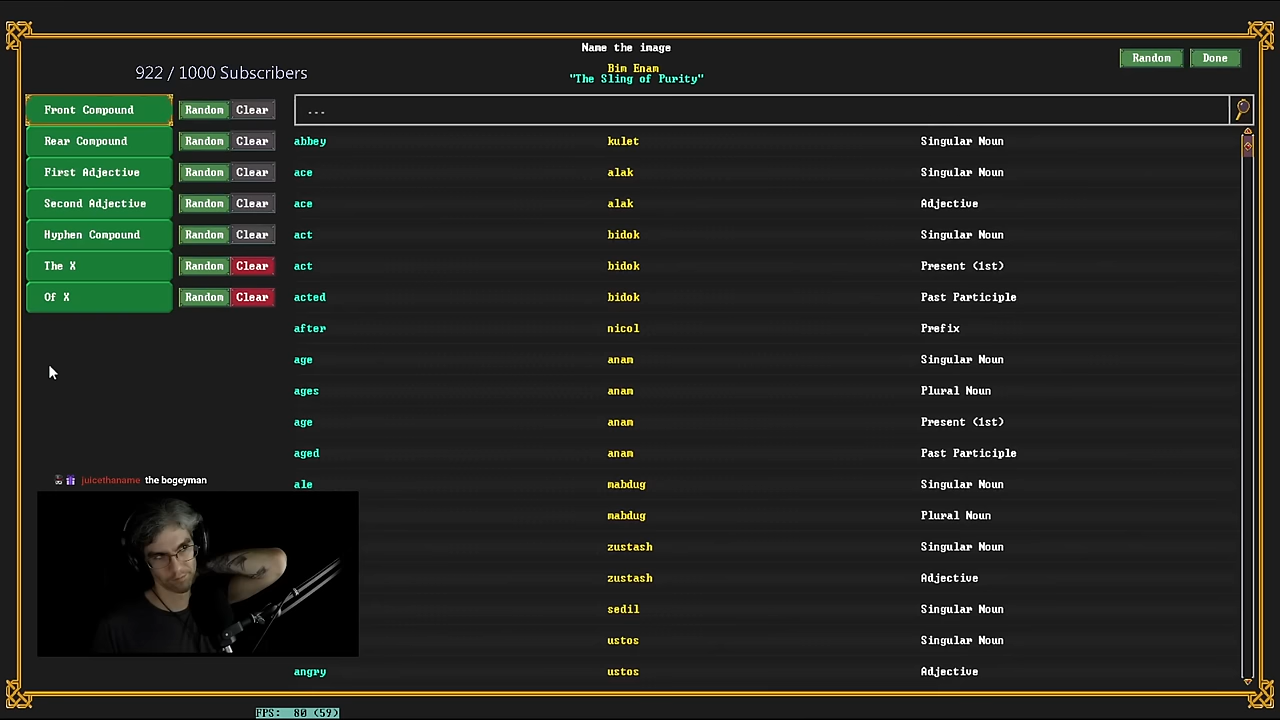 Name the image
Bim Enam
"The Sling of Purity"
Random Done
922 / 1000 Subscribers
Front Compound Random Clear ...
Rear Compound Random Clear abbey kulet Singular Noun
First Adjective Random Clear ace alak Singular Noun
Second Adjective Random Clear ace alak Adjective
Hyphen Compound Random Clear act bidok Singular Noun
The X Random Clear act bidok Present (1st)
Of X Random Clear acted bidok Past Participle
after nicol Prefix
age anam Singular Noun
ages anam Plural Noun
age anam Present (1st)
aged anam Past Participle
juicethaname the bogeyman
ale mabdug Singular Noun
mabdug Plural Noun
zustash Singular Noun
zustash Adjective
sedil Singular Noun
ustos Singular Noun
angry ustos Adjective
FPS: 80 (59)